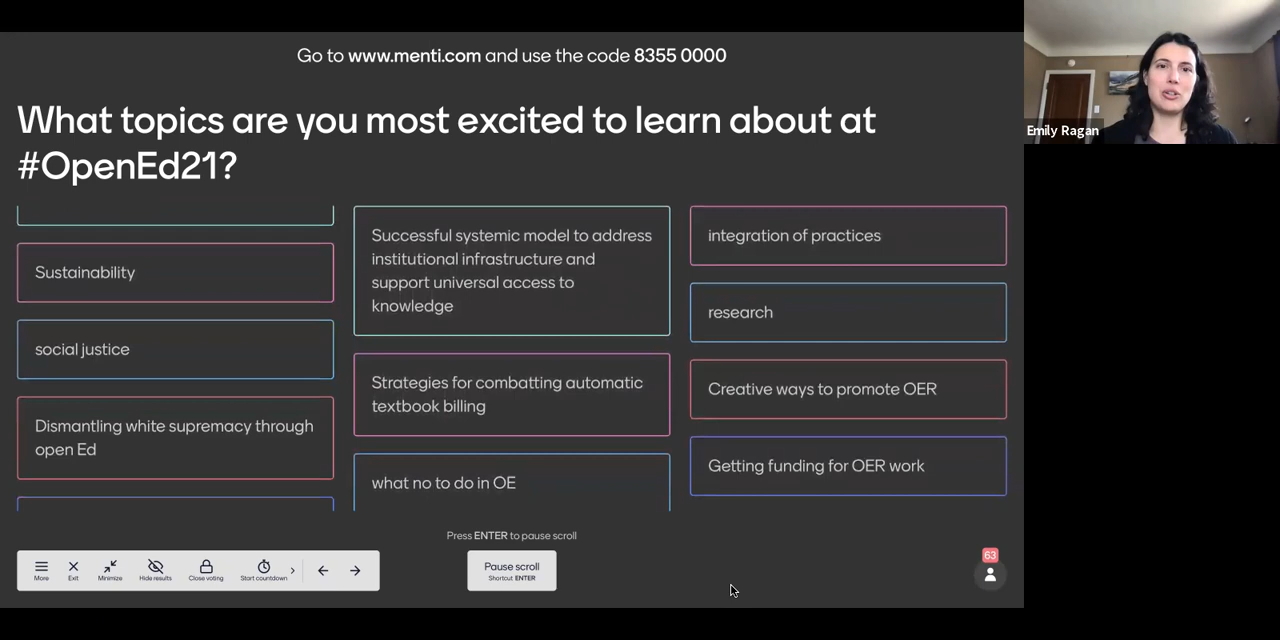 Go to www.menti.com and use the code 8355 0000
Emily Ragan
What topics are you most excited to learn about at
#OpenEd21?
Sustainability
social justice
Dismantling white supremacy through
open Ed
Successful systemic model to address
institutional infrastructure and
support universal access to
knowledge
Strategies for combatting automatic
textbook billing
what no to do in OE
integration of practices
research
Creative ways to promote OER
Getting funding for OER work
Press ENTER to pause scroll
More
Exit
Minimize
Hide results
Close voting
Start countdown
Pause scroll
Shortcut ENTER
63